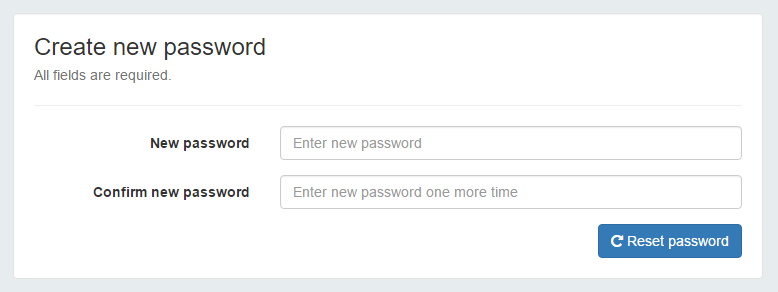 Create new password
All fields are required.
New password
Enter new password
Confirm new password
Enter new password one more time
Reset password